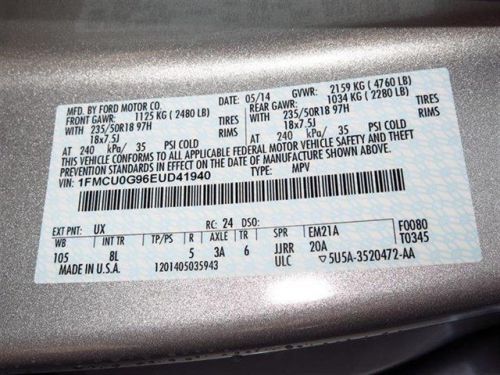 MFD. BY FORD MOTOR CO.
DATE: 05/14 GVWR: 2159 KG ( 4760 LB)
FRONT GAWR: 1125 KG ( 2480 LB)
REAR GAWR: 1034 KG ( 2280 LB)
WITH 235/50R18 97H TIRES WITH 235/50R18 97H TIRES
18x7.5J RIMS 18x7.5J RIMS
AT 240 kPa/ 35 PSI COLD AT 240 kPa/ 35 PSI COLD
THIS VEHICLE CONFORMS TO ALL APPLICABLE FEDERAL MOTOR VEHICLE SAFETY AND THEFT
PREVENTION STANDARDS IN EFFECT ON THE DATE OF MANUFACTURE SHOWN ABOVE.
VIN: 1FMCU0G96EUD41940
TYPE: MPV
EXT PNT: UX RC: 24 DSO: F0080
WB INT TR TP/PS R AXLE TR SPR EM21A T0345
105 8L 5 3A 6 JJRR 20A
MADE IN U.S.A. 1201405035943 ULC ▽5U5A-3520472-AA